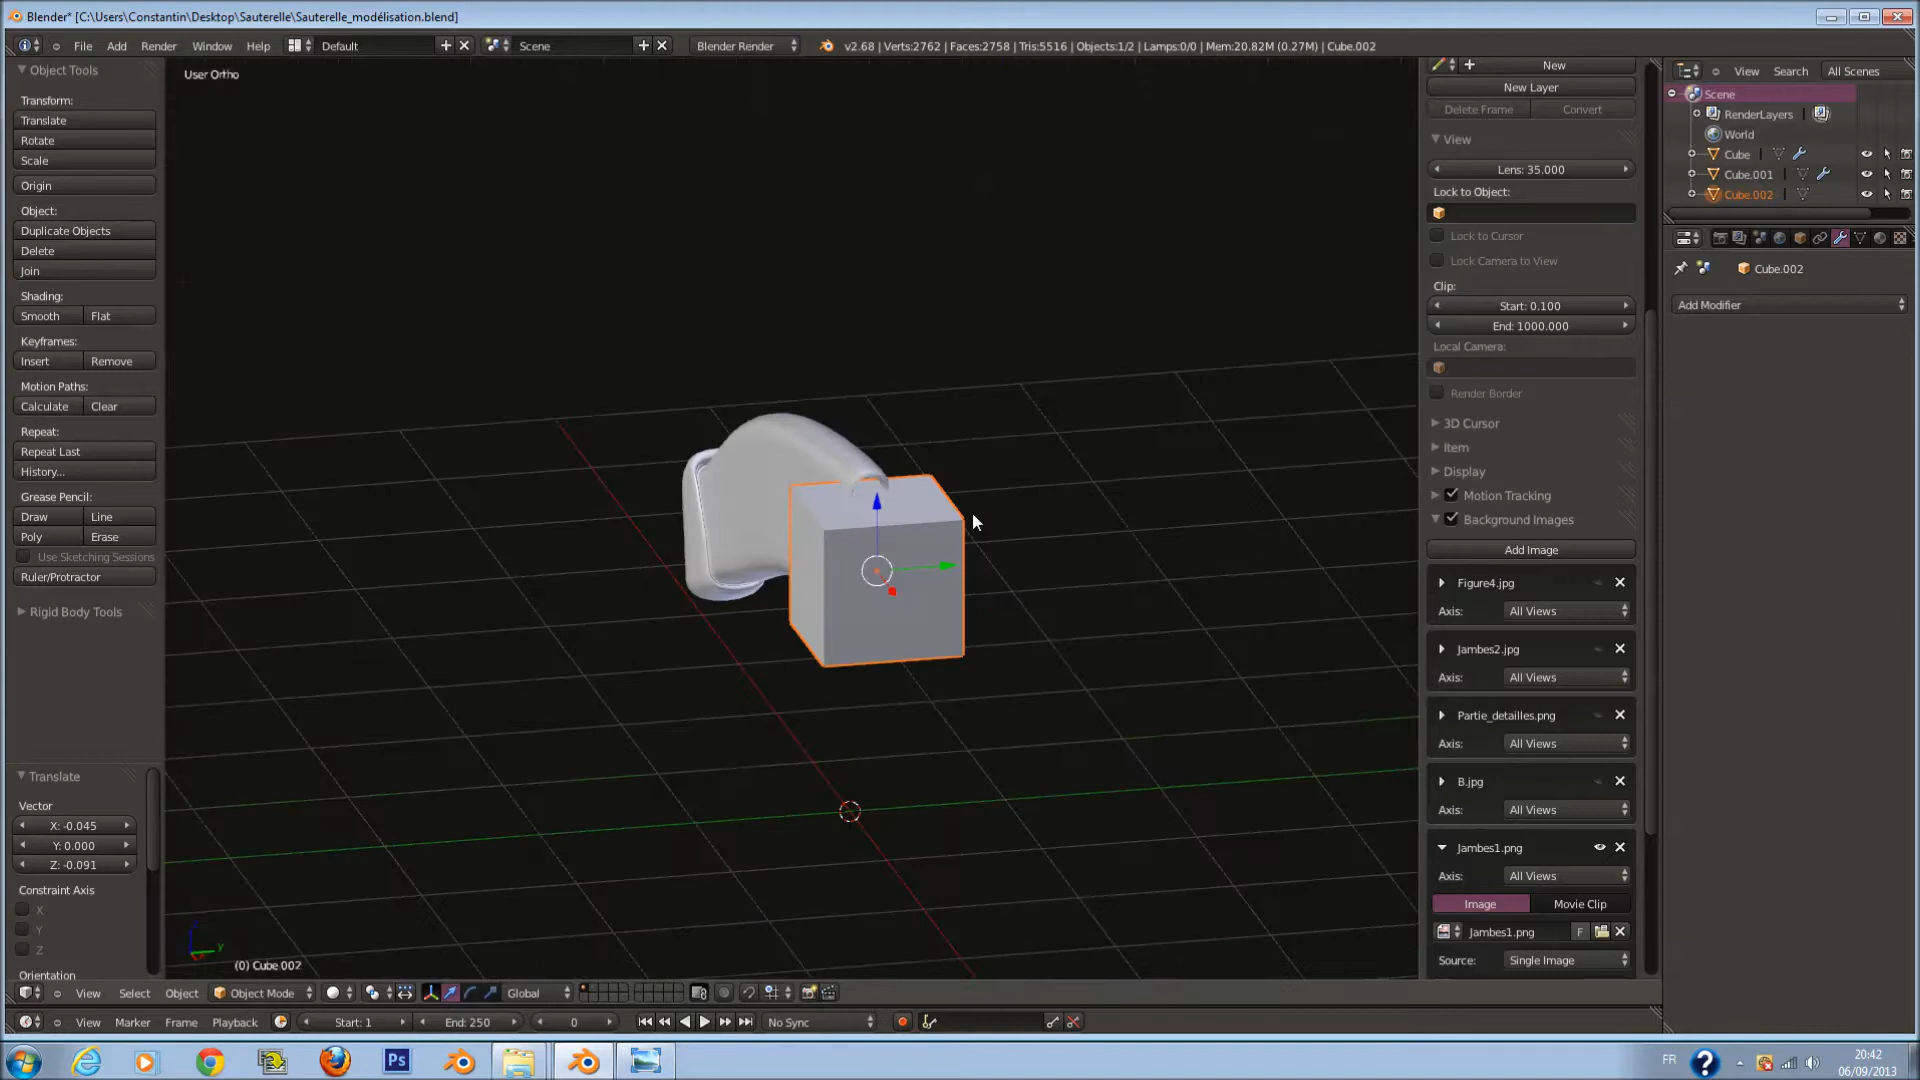 Blender* [C:\Users\Constantin\Desktop\Sauterelle\Sauterelle_modélisation.blend]
File Add Render Window Help Default Scene Blender Render v2.68 | Verts:2762 | Faces:2758 | Tris:5516 | Objects:1/2 | Lamps:0/0 | Mem:20.82M (0.27M) | Cube.002
Object Tools
Transform:
Translate
Rotate
Scale
Origin
Object:
Duplicate Objects
Delete
Join
Shading:
Smooth Flat
Keyframes:
Insert Remove
Motion Paths:
Calculate Clear
Repeat:
Repeat Last
History...
Grease Pencil:
Draw Line
Poly Erase
Use Sketching Sessions
Ruler/Protractor
Rigid Body Tools
Translate
Vector
X: -0.045
Y: 0.000
Z: -0.091
Constraint Axis
X
Y
Z
Orientation
User Ortho
y
(0) Cube.002
New
New Layer
Delete Frame Convert
View
Lens: 35.000
Lock to Object:
Lock to Cursor
Lock Camera to View
Clip:
Start: 0.100
End: 1000.000
Local Camera:
Render Border
3D Cursor
Item
Display
Motion Tracking
Background Images
Add Image
Figure4.jpg
Axis: All Views
Jambes2.jpg
Axis: All Views
Partie_detailles.png
Axis: All Views
B.jpg
Axis: All Views
Jambes1.png
Axis: All Views
Image Movie Clip
Jambes1.png F
Source: Single Image
View Search All Scenes
Scene
RenderLayers
World
Cube
Cube.001
Cube.002
Cube.002
Add Modifier
View Select Object Object Mode Global
View Marker Frame Playback Start: 1 End: 250 0 No Sync
Ps
FR
20:42
06/09/2013